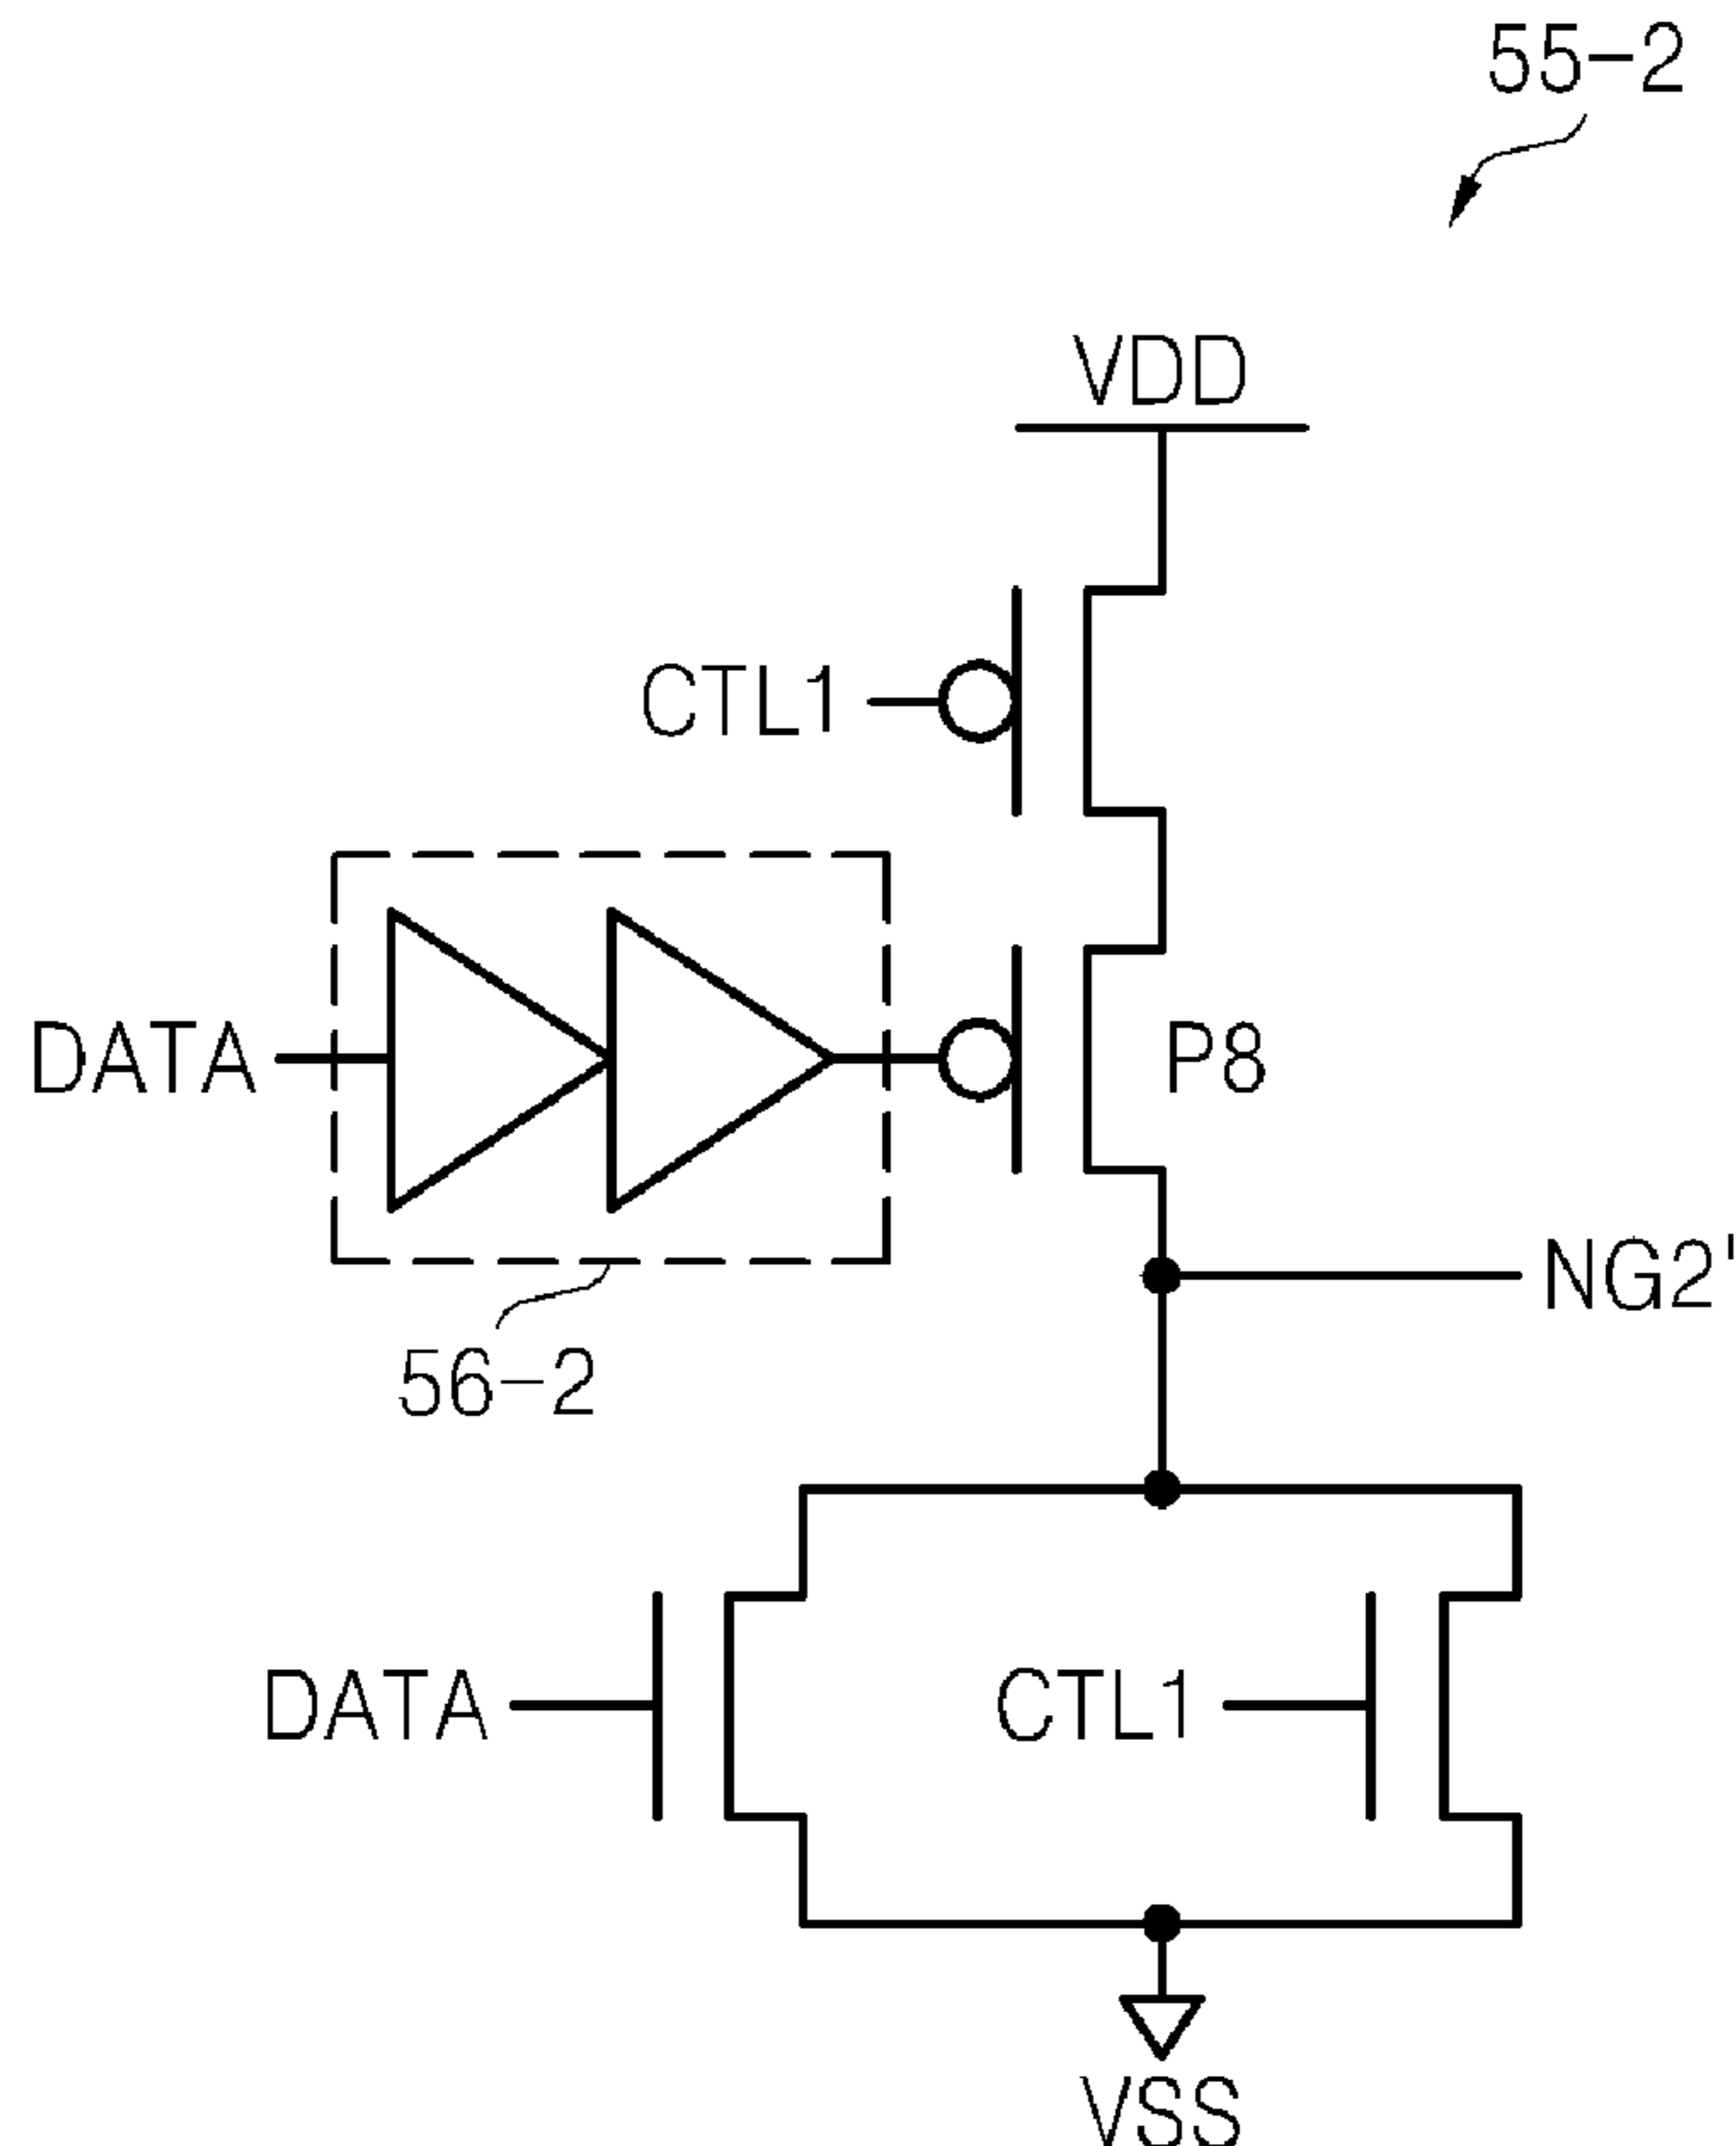 55-2
VDD
CTL1
DATA
P8
NG2'
56-2
DATA
CTL1
VSS